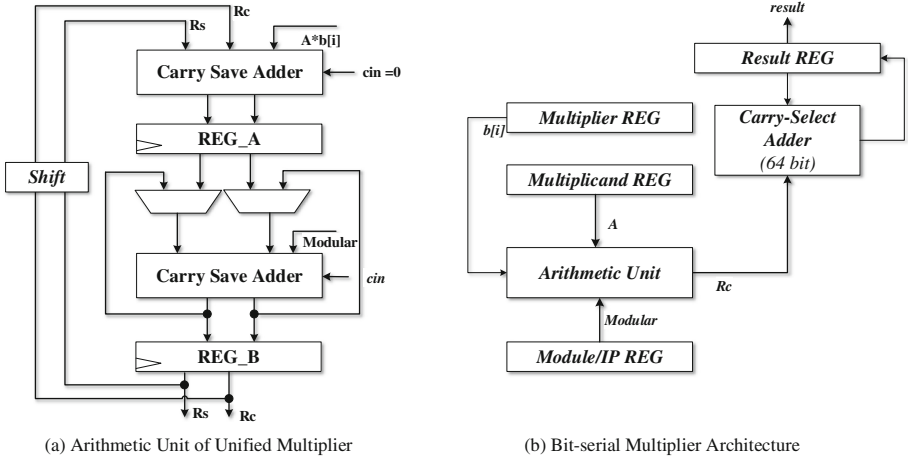 Rs
Rc
A*b[i]
Carry Save Adder
cin =0
REG_A
Shift
Modular
Carry Save Adder
cin
REG_B
Rs
Rc
(a) Arithmetic Unit of Unified Multiplier
result
Result REG
Multiplier REG
b[i]
Carry-Select
Adder
(64 bit)
Multiplicand REG
A
Arithmetic Unit
Rc
Modular
Module/IP REG
(b) Bit-serial Multiplier Architecture